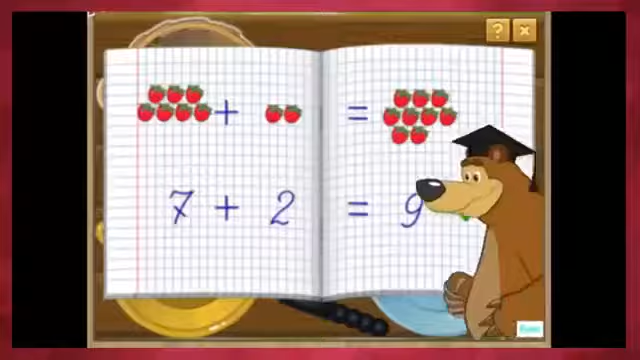 ? x
+ =
7 + 2 = 9